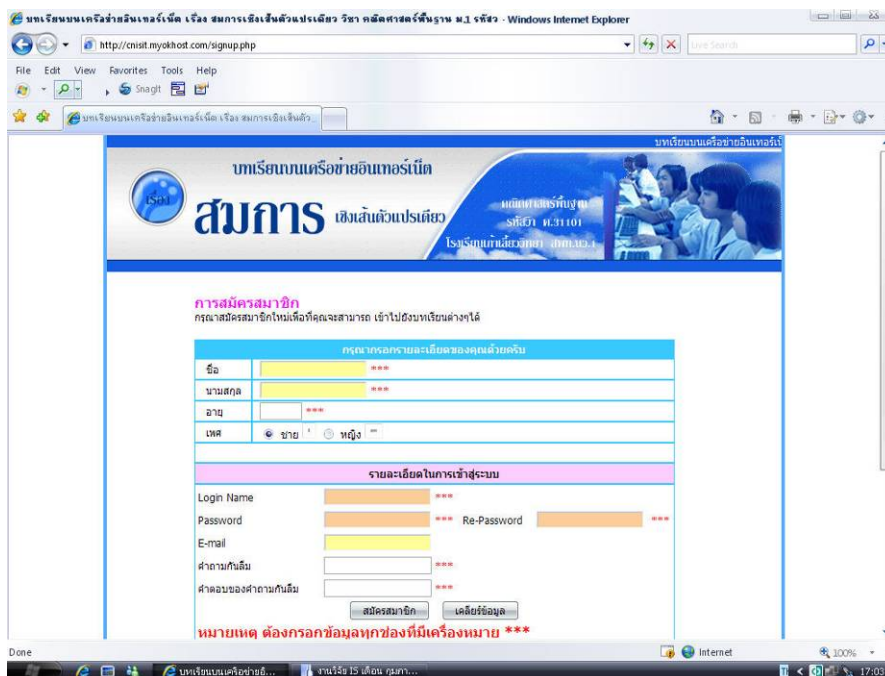 บทเรียนบนเครือข่ายอินเทอร์เน็ต เรื่อง สมการเชิงเส้นตัวแปรเดียว วิชา คณิตศาสตร์พื้นฐาน ม.1 รหัสว - Windows Internet Explorer
http://cnisit.myokhost.com/signup.php
Live Search
File Edit View Favorites Tools Help
SnagIt
บทเรียนบนเครือข่ายอินเทอร์เน็ต เรื่อง สมการเชิงเส้นตัว...
บทเรียนบนเครือข่ายอินเทอร์เน็
บทเรียนบนเครือข่ายอินเทอร์เน็ต
เรื่อง
สมการ เชิงเส้นตัวแปรเดียว
คณิตศาสตร์พื้นฐาน
รหัสวิชา ค.31101
การสมัครสมาชิก
กรุณาสมัครสมาชิกใหม่เพื่อที่คุณจะสามารถ เข้าไปยังบทเรียนต่างๆได้
กรุณากรอกรายละเอียดของคุณด้วยครับ
ชื่อ ***
นามสกุล ***
อายุ ***
เพศ ชาย หญิง
รายละเอียดในการเข้าสู่ระบบ
Login Name ***
Password *** Re-Password ***
E-mail
คำถามกันลืม ***
คำตอบของคำถามกันลืม ***
สมัครสมาชิก เคลียร์ข้อมูล
หมายเหตุ ต้องกรอกข้อมูลทุกช่องที่มีเครื่องหมาย ***
Done Internet 100%
บทเรียนบนเครือข่ายอิ... งานวิจัย 15 เดือน กุมภา... 17:03